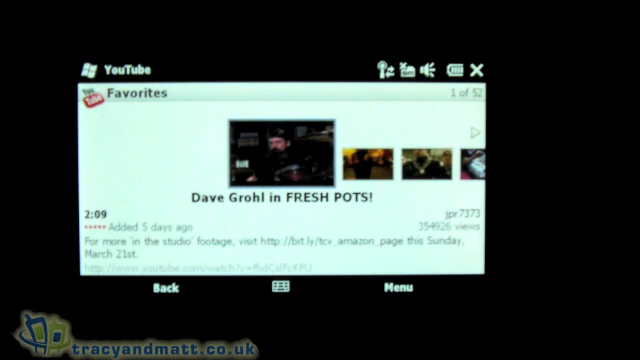 YouTube
You
Tube
Favorites
1 of 52
Dave Grohl in FRESH POTS!
2:09
jpr7373
Added 5 days ago
354926 views
For more 'in the studio' footage, visit http://bit.ly/tcv_amazon_page this Sunday,
March 21st.
Back
Menu
tracyandmatt.co.uk